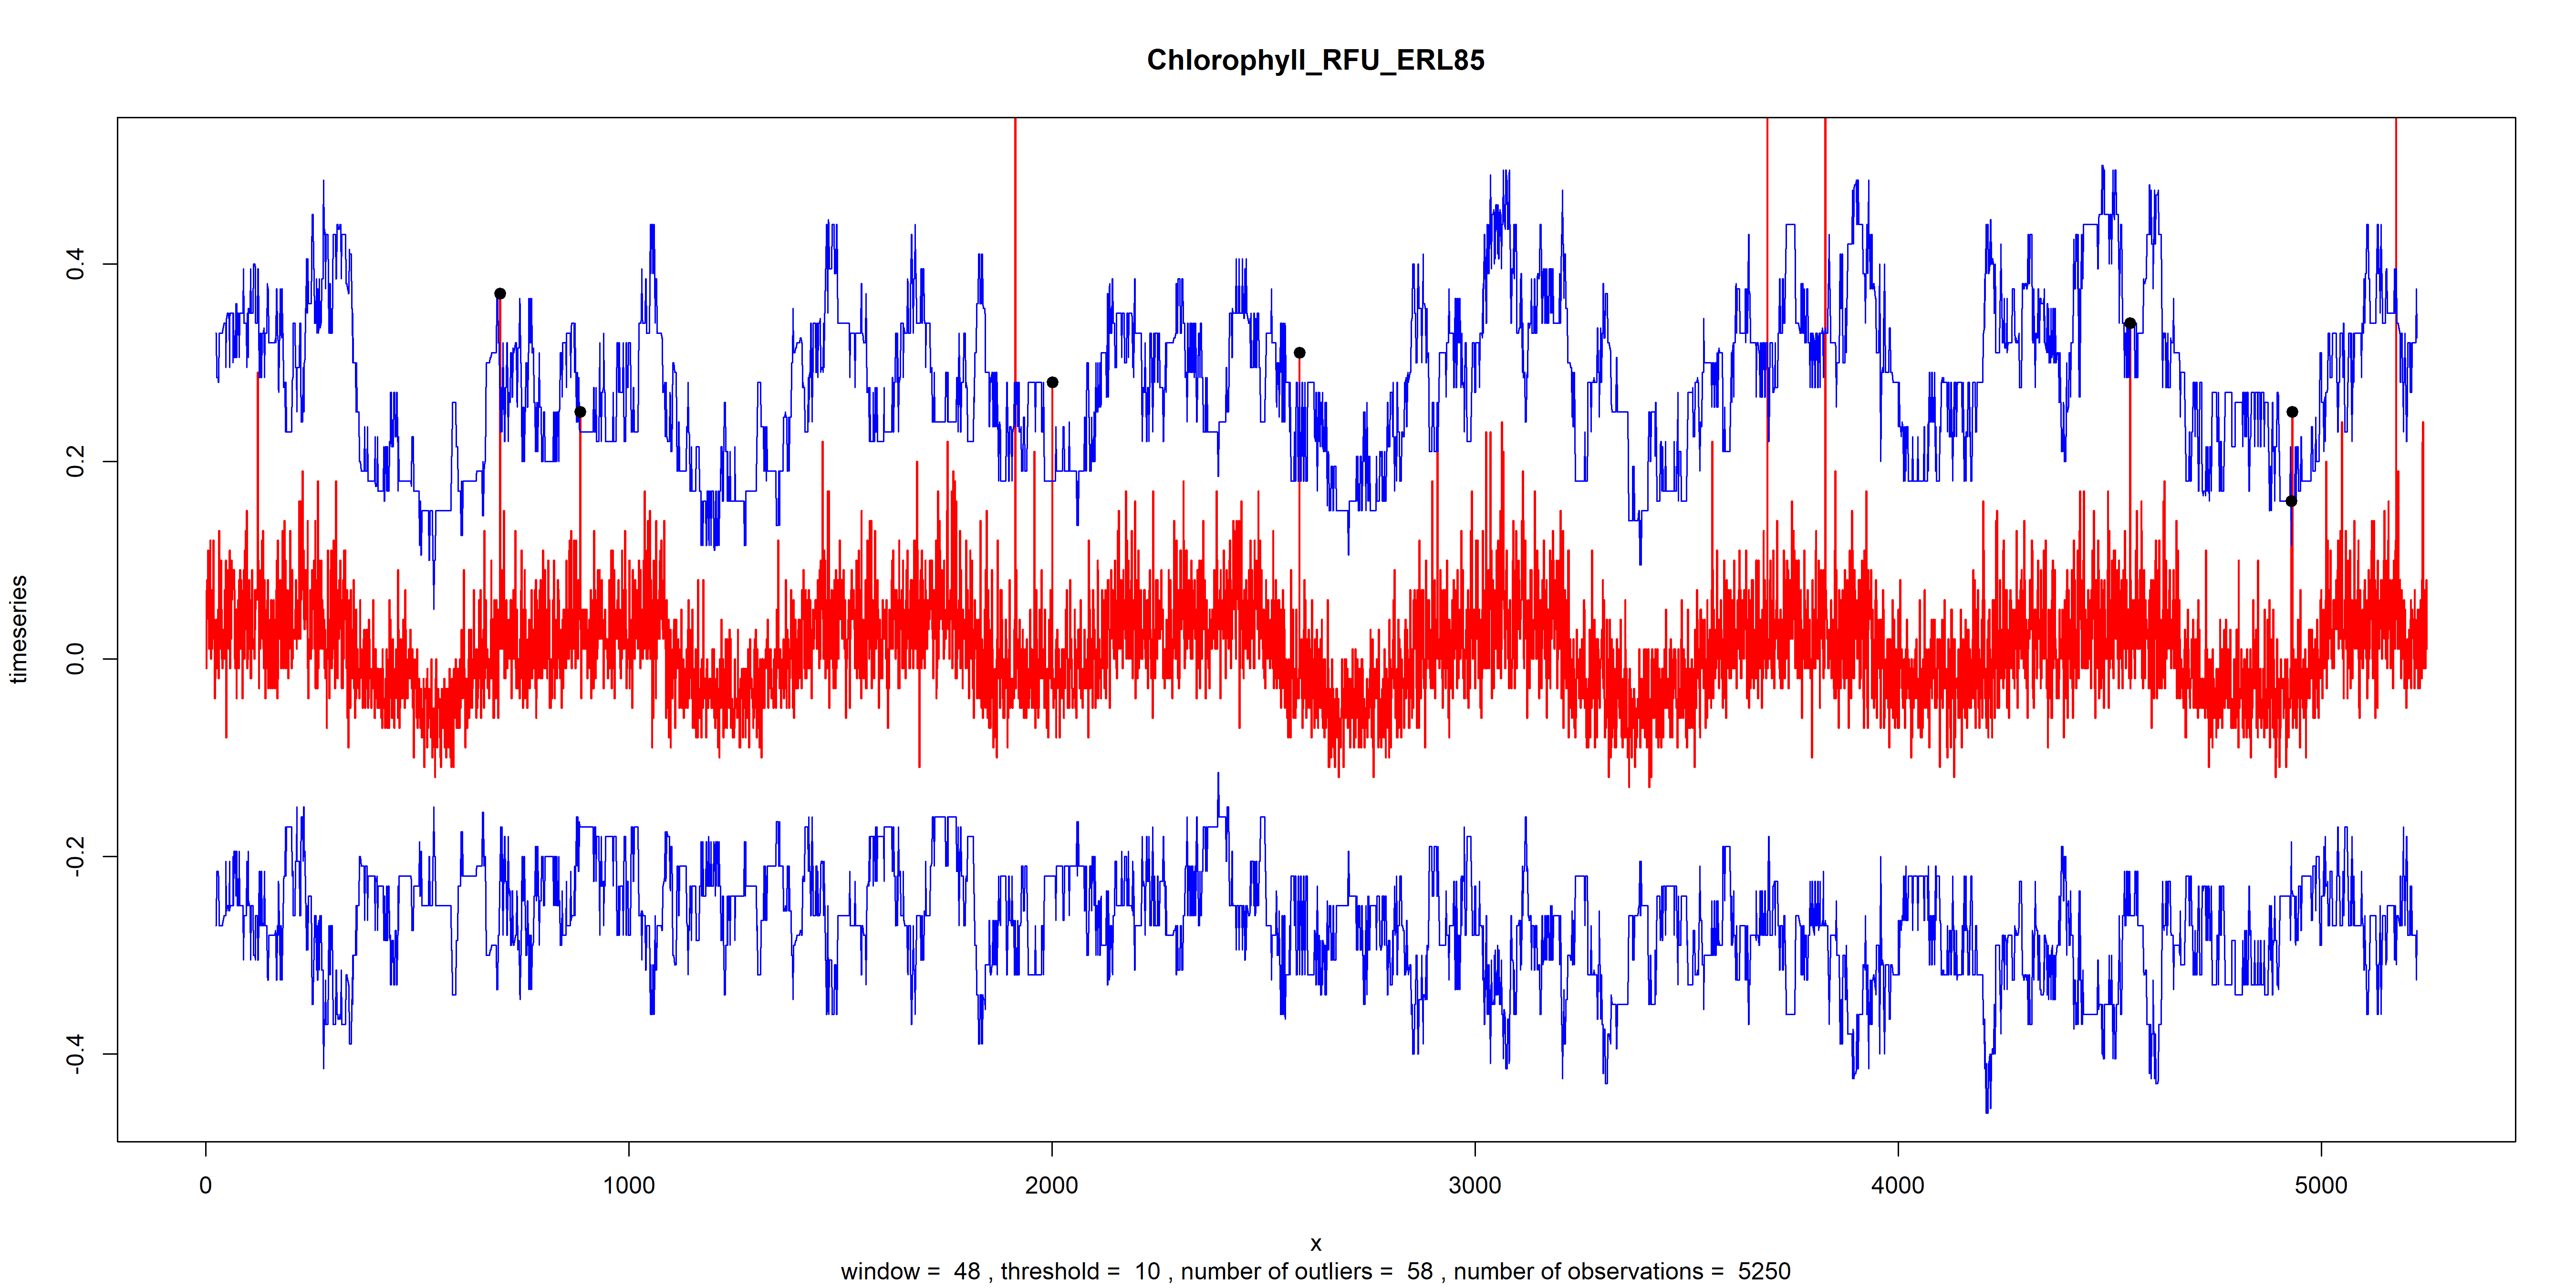 Chlorophyll_RFU_ERL85
timeseries
0.4
0.2
0.0
-0.2
-0.4
0 1000 2000 3000 4000 5000
x
window = 48 , threshold = 10 , number of outliers = 58 , number of observations = 5250